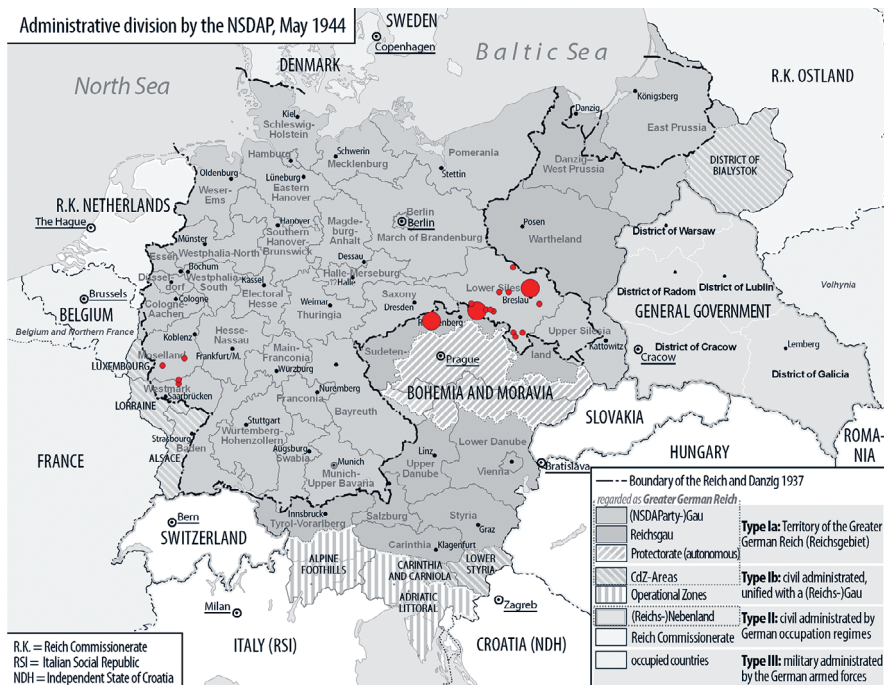 Administrative division by the NSDAP, May 1944
SWEDEN
Copenhagen
Baltic Sea
DENMARK
North Sea
R.K. OSTLAND
Königsberg
Danzig
Kiel
Schleswig-
Holstein
East Prussia
Hamburg
Schwerin
Mecklenburg
Pomerania
Stettin
Danzig–
West Prussia
DISTRICT OF
BIALYSTOK
Oldenburg
Weser-
Ems
Lüneburg
Eastern
Hanover
R.K. NETHERLANDS
The Hague
Hanover
Southern
Hanover-
Brunswick
Magde-
burg-
Anhalt
Berlin
Berlin
March of Brandenburg
Posen
Wartheland
District of Warsaw
Münster
Westphalia-North
Essen
Bochum
Westphalia-
South
Düssel-
dorf
Dessau
Halle-Merseburg
??Halle
Kassel
Electoral
Hesse
Cologne
Cologne-
Aachen
Brussels
BELGIUM
Belgium and Northern France
Weimar
Thuringia
Saxony
Dresden
Lower Siles
Breslau
District of Radom
District of Lublin
Volhynia
GENERAL GOVERNMENT
Koblenz
Hesse-
Nassau
Upper Silesia
Kattowitz
Cracow
District of Cracow
Lemberg
District of Galicia
Moselland
Frankfurt/M.
LUXEMBOURG
Main-
Franconia
Würzburg
Sudeten-
land
Prague
BOHEMIA AND MORAVIA
Westmark
Saarbrücken
LORRAINE
Nuremberg
Franconia
Bayreuth
SLOVAKIA
Strasbourg
Baden
ALSACE
Stuttgart
Württemberg-
Hohenzollern
Augsburg
Swabia
Munich
Munich-
Upper Bavaria
Linz
Upper
Danube
Lower Danube
Vienna
Bratislava
HUNGARY
ROMA-
NIA
FRANCE
Bern
SWITZERLAND
Innsbruck
Tyrol-Vorarlberg
Salzburg
Styria
Graz
Carinthia
Klagenfurt
ALPINE
FOOTHILLS
CARINTHIA
AND CARNIOLA
LOWER
STYRIA
ADRIATIC
LITTORAL
Zagreb
Milan
ITALY (RSI)
CROATIA (NDH)
R.K. = Reich Commissionerate
RSI = Italian Social Republic
NDH = Independent State of Croatia
Boundary of the Reich and Danzig 1937
regarded as Greater German Reich
(NSDAParty-)Gau
Reichsgau
Protectorate (autonomous)
Type Ia: Territory of the Greater
German Reich (Reichsgebiet)
CdZ-Areas
Operational Zones
Type Ib: civil administrated,
unified with a (Reichs-)Gau
(Reichs-)Nebenland
Reich Commissionerate
Type II: civil administrated by
German occupation regimes
occupied countries
Type III: military administrated
by the German armed forces